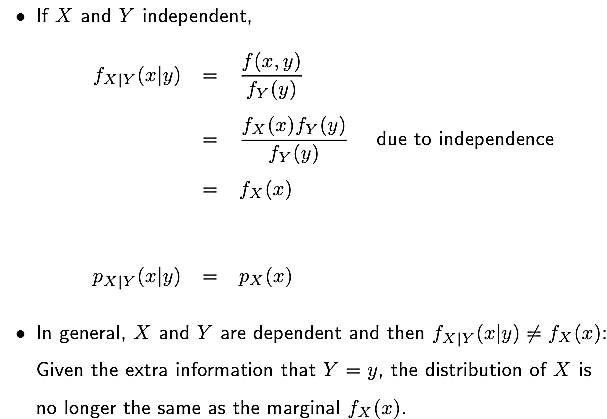 • If X and Y independent,
f_{X|Y}(x|y) = \frac{f(x, y)}{f_Y(y)}
= \frac{f_X(x) f_Y(y)}{f_Y(y)} due to independence
= f_X(x)
p_{X|Y}(x|y) = p_X(x)
• In general, X and Y are dependent and then f_{X|Y}(x|y) ≠ f_X(x):
Given the extra information that Y = y, the distribution of X is
no longer the same as the marginal f_X(x).